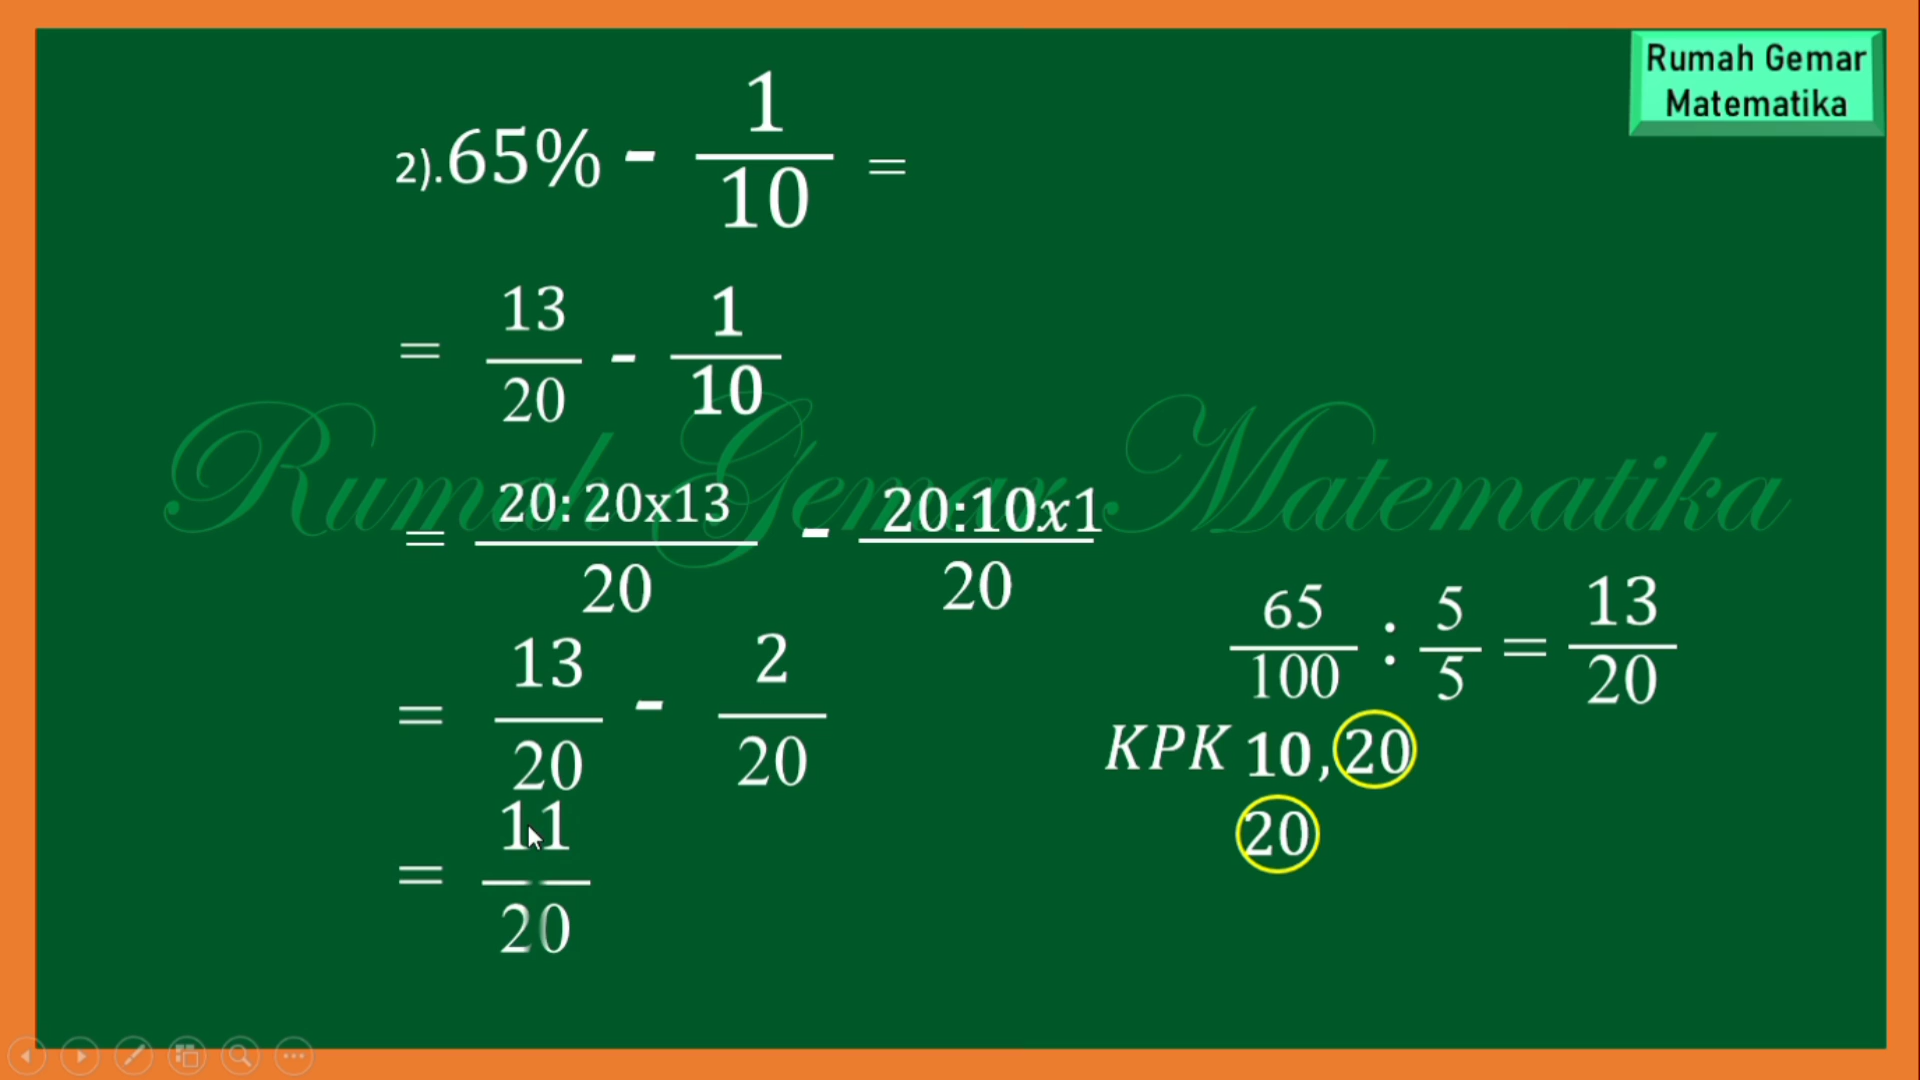 Rumah Gemar
Matematika
2).65% - 1/10 =
= 13/20 - 1/10
Rumah Gemar Matematika
= 20: 20x13/20 - 20:10x1/20
65/100 : 5/5 = 13/20
= 13/20 - 2/20
KPK 10,20
20
= 11/20